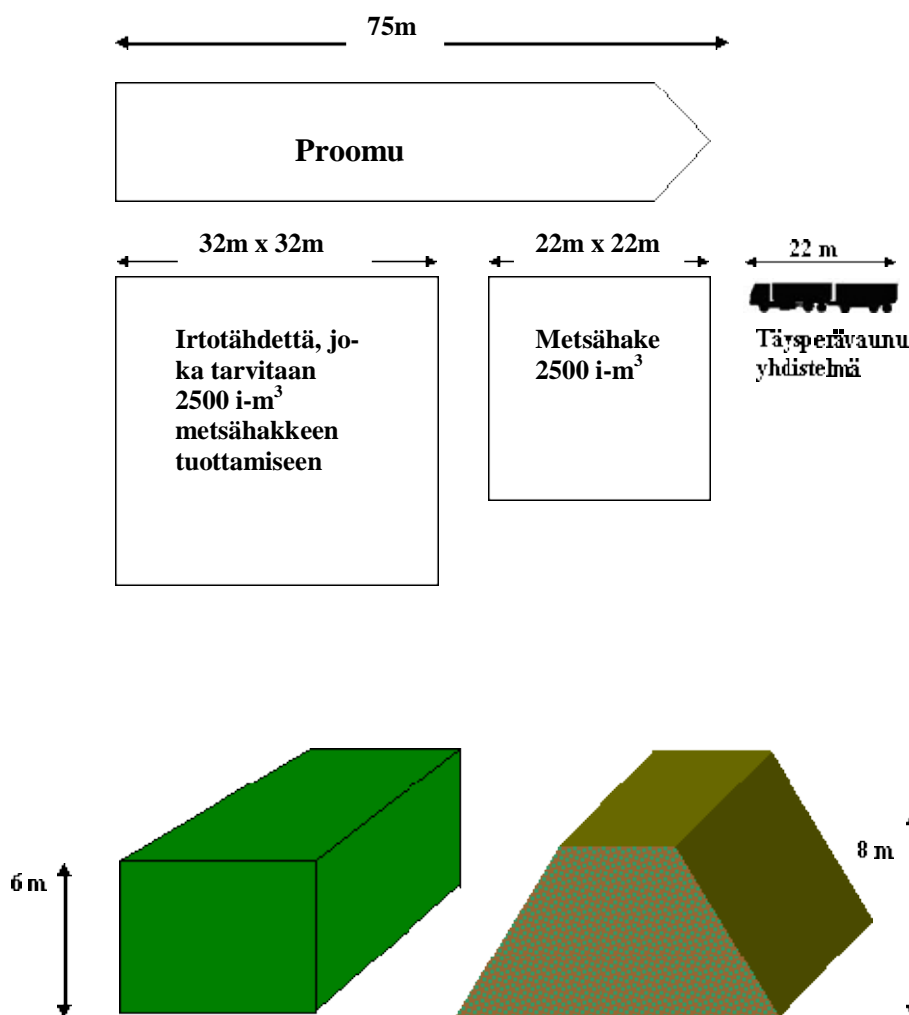 75m
Proomu
32m x 32m
22m x 22m
22 m
Irtotähdettä, jo-
ka tarvitaan
2500 i-m³
metsähakkeen
tuottamiseen
Metsähake
2500 i-m³
Täysperävaunu
yhdistelmä
6 m
8 m